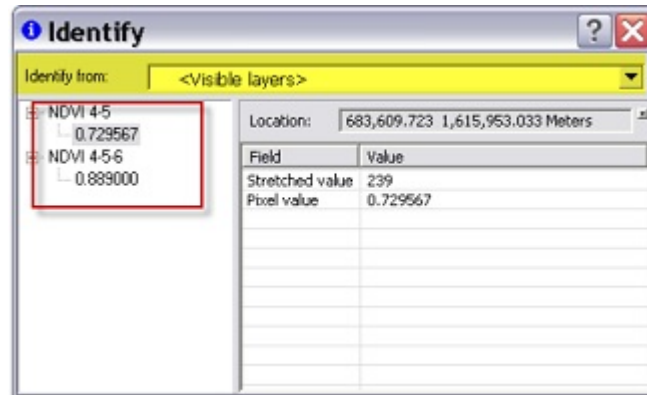 Identify
Identify from: <Visible layers>
NDVI 4-5
0.729567
NDVI 4-5-6
0.889000
Location: 683,609.723 1,615,953.033 Meters
Field Value
Stretched value 239
Pixel value 0.729567